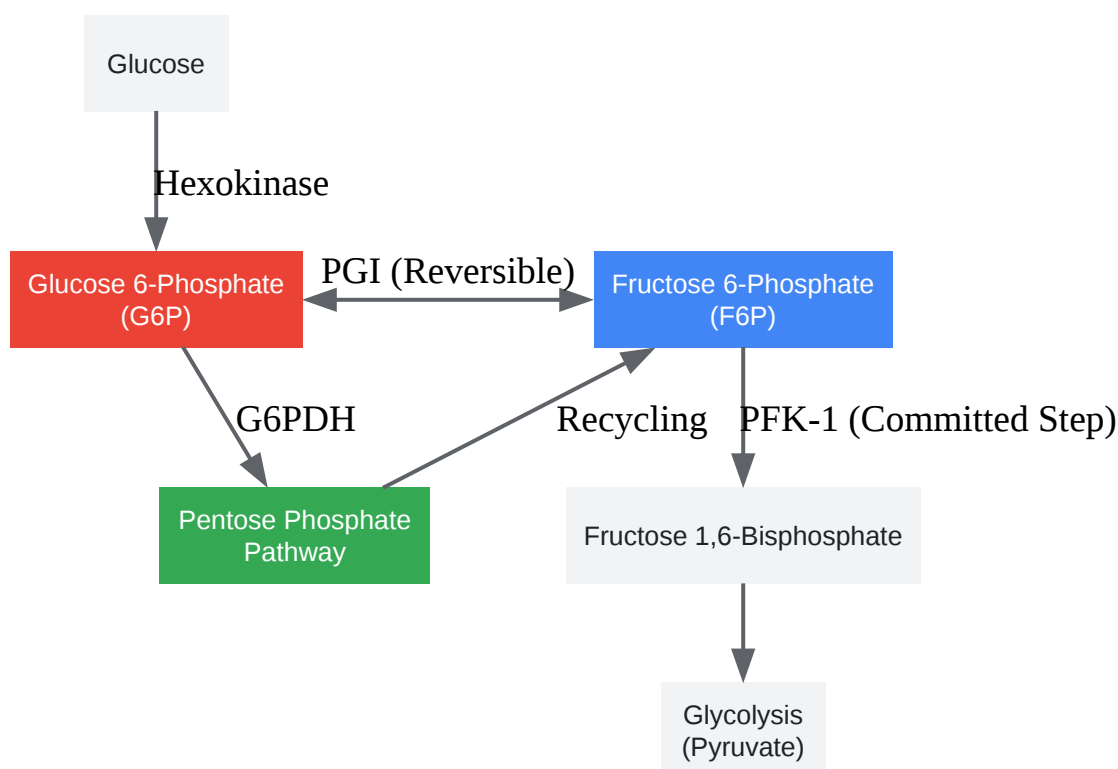 Glucose
Hexokinase
Glucose 6-Phosphate
(G6P)
PGI (Reversible)
Fructose 6-Phosphate
(F6P)
G6PDH
Recycling
PFK-1 (Committed Step)
Pentose Phosphate
Pathway
Fructose 1,6-Bisphosphate
Glycolysis
(Pyruvate)